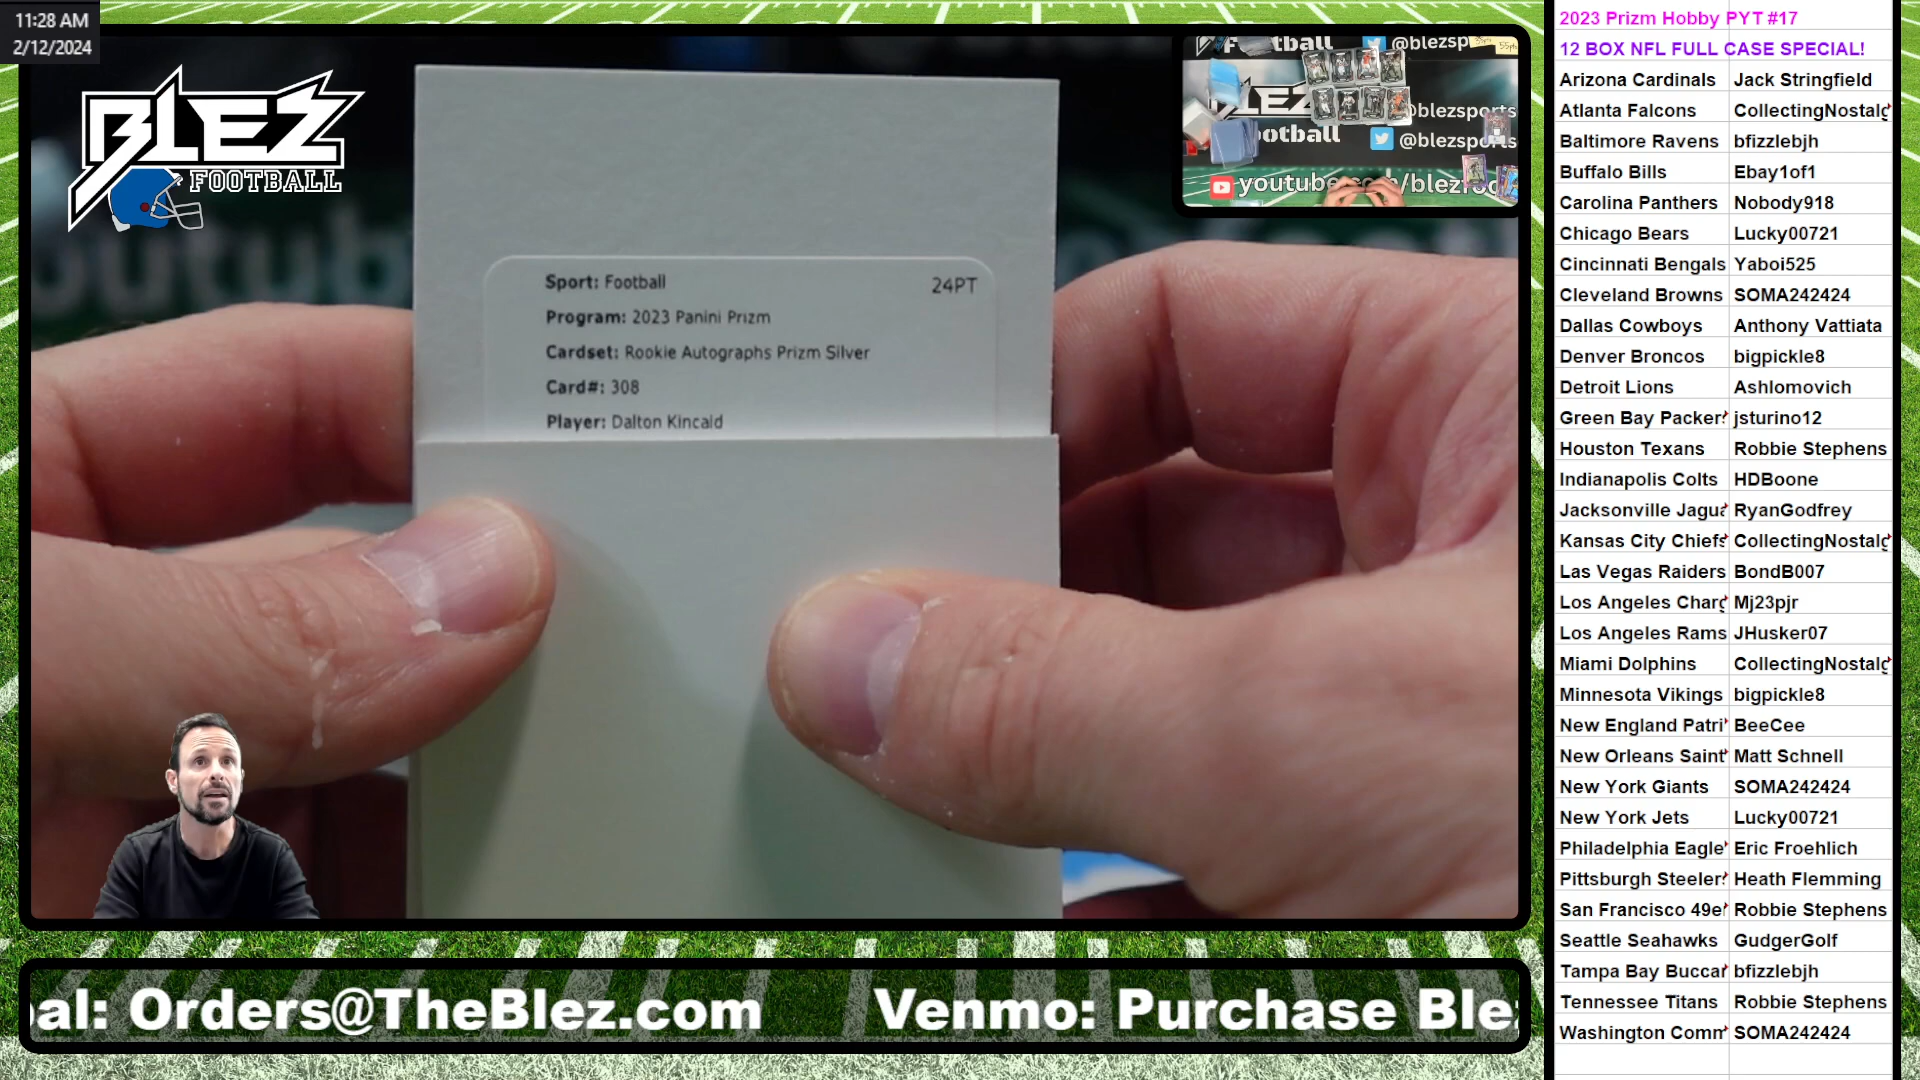 11:28 AM
2/12/2024
BLEZ
FOOTBALL
Sport: Football
24PT
Program: 2023 Panini Prizm
Cardset: Rookie Autographs Prizm Silver
Card#: 308
Player: Dalton Kincaid
@blezsp
@blezsports
@blezsports
2023 Prizm Hobby PYT #17
12 BOX NFL FULL CASE SPECIAL!
Arizona Cardinals Jack Stringfield
Atlanta Falcons CollectingNostalg
Baltimore Ravens bfizzlebjh
Buffalo Bills Ebay1of1
Carolina Panthers Nobody918
Chicago Bears Lucky00721
Cincinnati Bengals Yaboi525
Cleveland Browns SOMA242424
Dallas Cowboys Anthony Vattiata
Denver Broncos bigpickle8
Detroit Lions Ashlomovich
Green Bay Packer jsturino12
Houston Texans Robbie Stephens
Indianapolis Colts HDBoone
Jacksonville Jagua RyanGodfrey
Kansas City Chiefs CollectingNostalg
Las Vegas Raiders BondB007
Los Angeles Charg Mj23pjr
Los Angeles Rams JHusker07
Miami Dolphins CollectingNostalg
Minnesota Vikings bigpickle8
New England Patri BeeCee
New Orleans Saint Matt Schnell
New York Giants SOMA242424
New York Jets Lucky00721
Philadelphia Eagle Eric Froehlich
Pittsburgh Steeler Heath Flemming
San Francisco 49e Robbie Stephens
Seattle Seahawks GudgerGolf
Tampa Bay Buccar bfizzlebjh
Tennessee Titans Robbie Stephens
Washington Comm SOMA242424
al: Orders@TheBlez.com Venmo: Purchase Blez